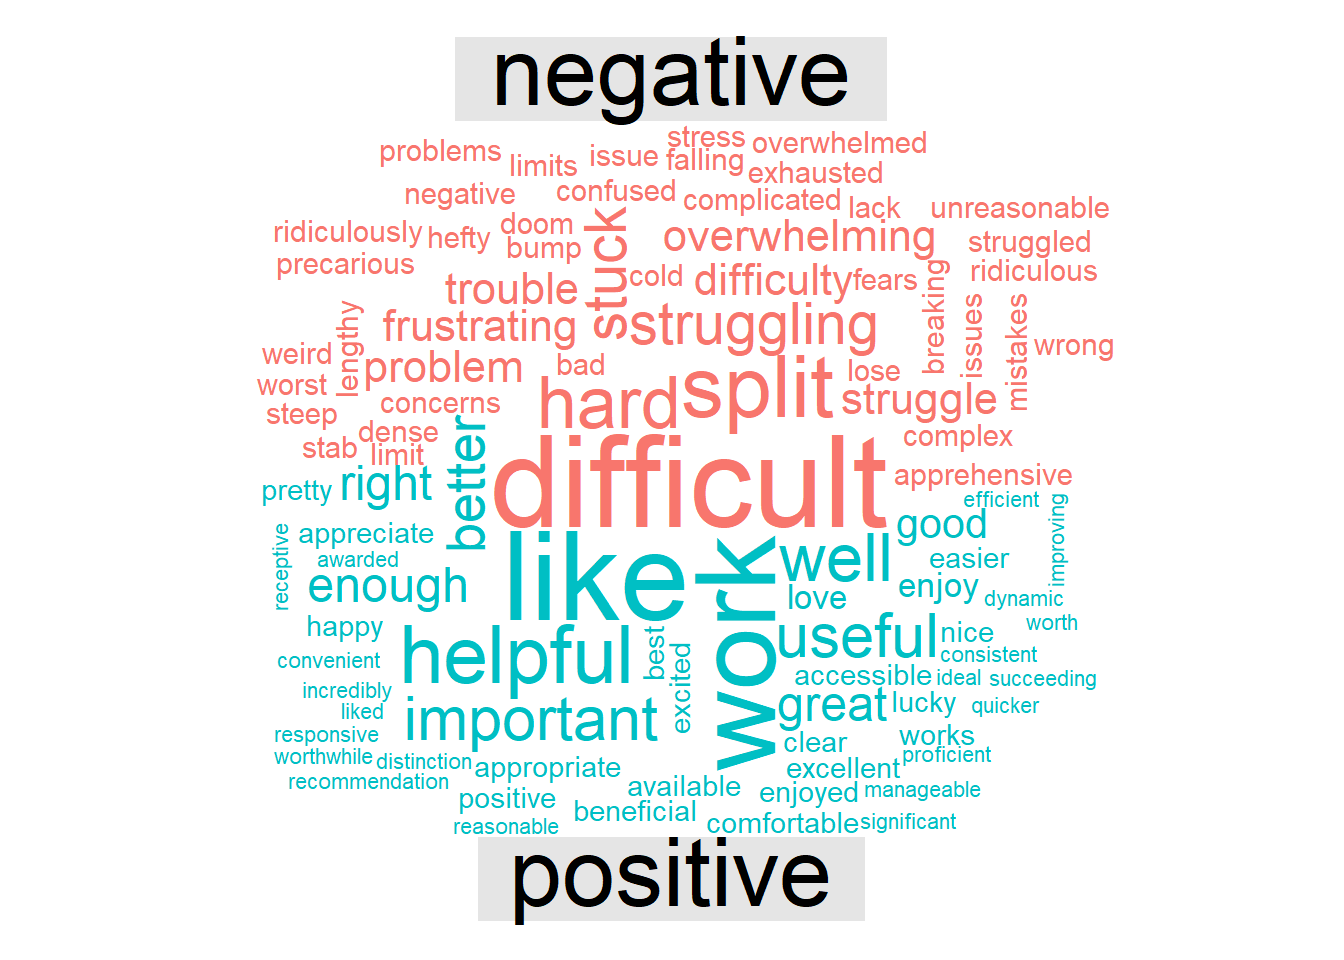 negative
stress
problems limits issue falling overwhelmed
exhausted
negative confused complicated lack unreasonable
ridiculously hefty doom stuck overwhelming struggled
precarious bump cold difficulty fears breaking ridiculous
trouble
lengthy frustrating struggling issues mistakes wrong
weird problem bad split lose
worst concerns hard struggle
steep dense complex
stab limit better difficult apprehensive
pretty right efficient
receptive appreciate like work well good easier improving
awarded
enough love enjoy dynamic
happy best useful nice worth
convenient helpful excited consistent
incredibly accessible ideal succeeding
liked important great lucky quicker
responsive clear works
worthwhile distinction appropriate excellent proficient
recommendation available enjoyed manageable
positive beneficial
reasonable comfortable significant
positive